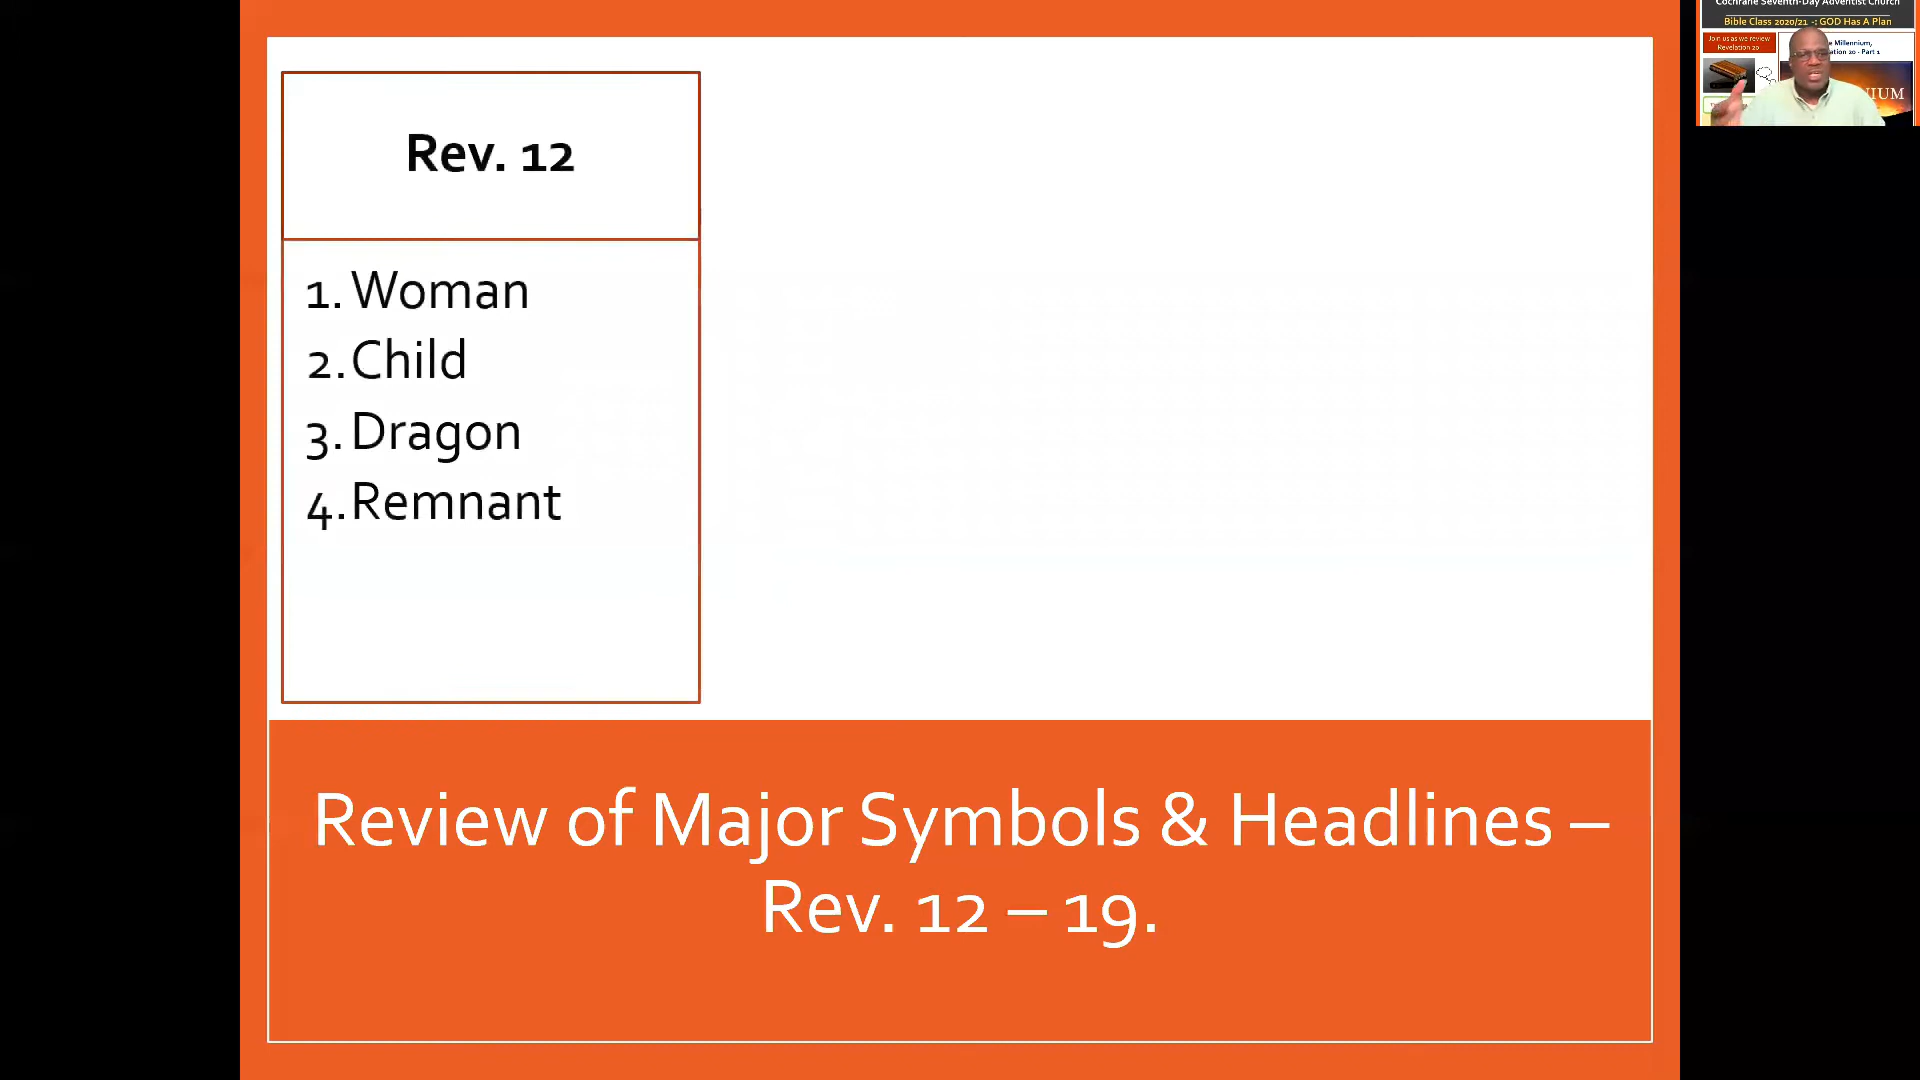 Rev. 12
1. Woman
2. Child
3. Dragon
4. Remnant
Review of Major Symbols & Headlines –
Rev. 12 – 19.
Cochrane Seventh-Day Adventist Church
Bible Class 2020/21 -: GOD Has A Plan
Join us as we review
Revelation 20
Millennium,
20 - Part 1